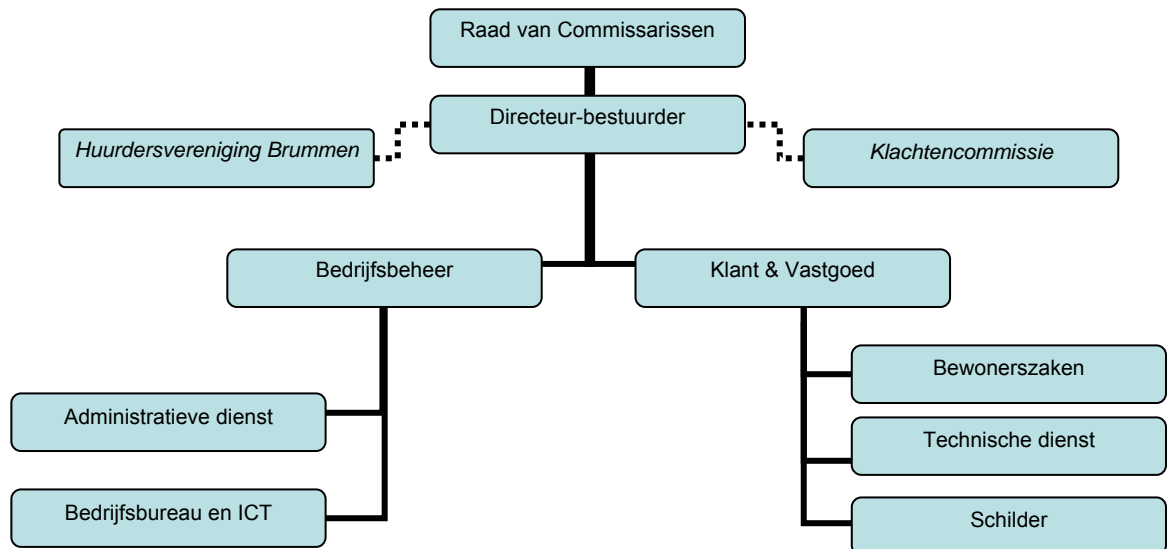 Raad van Commissarissen
Directeur-bestuurder
Huurdersvereniging Brummen
Klachtencommissie
Bedrijfsbeheer
Klant & Vastgoed
Bewonerszaken
Administratieve dienst
Technische dienst
Bedrijfsbureau en ICT
Schilder